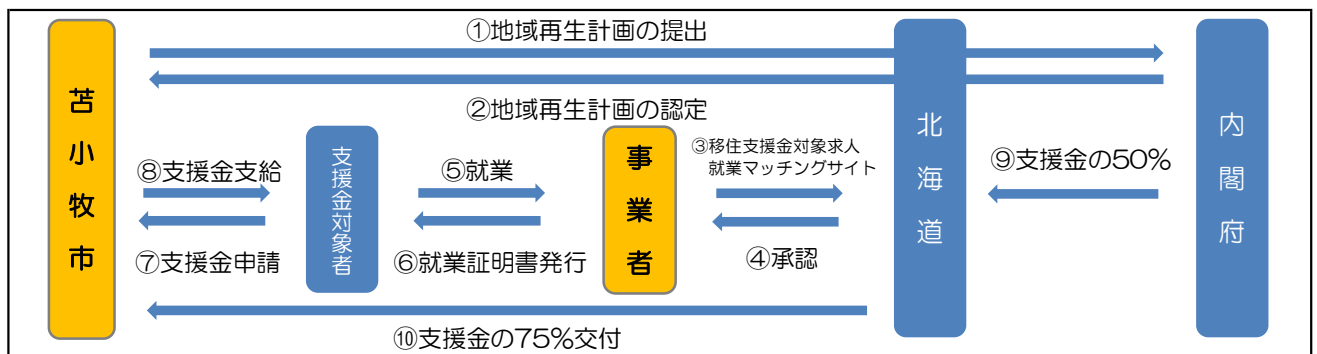 ①地域再生計画の提出
②地域再生計画の認定
苫小牧市
⑧支援金支給
⑦支援金申請
支援金対象者
⑤就業
⑥就業証明書発行
事業者
③移住支援金対象求人
就業マッチングサイト
④承認
北海道
⑨支援金の50%
内閣府
⑩支援金の75%交付